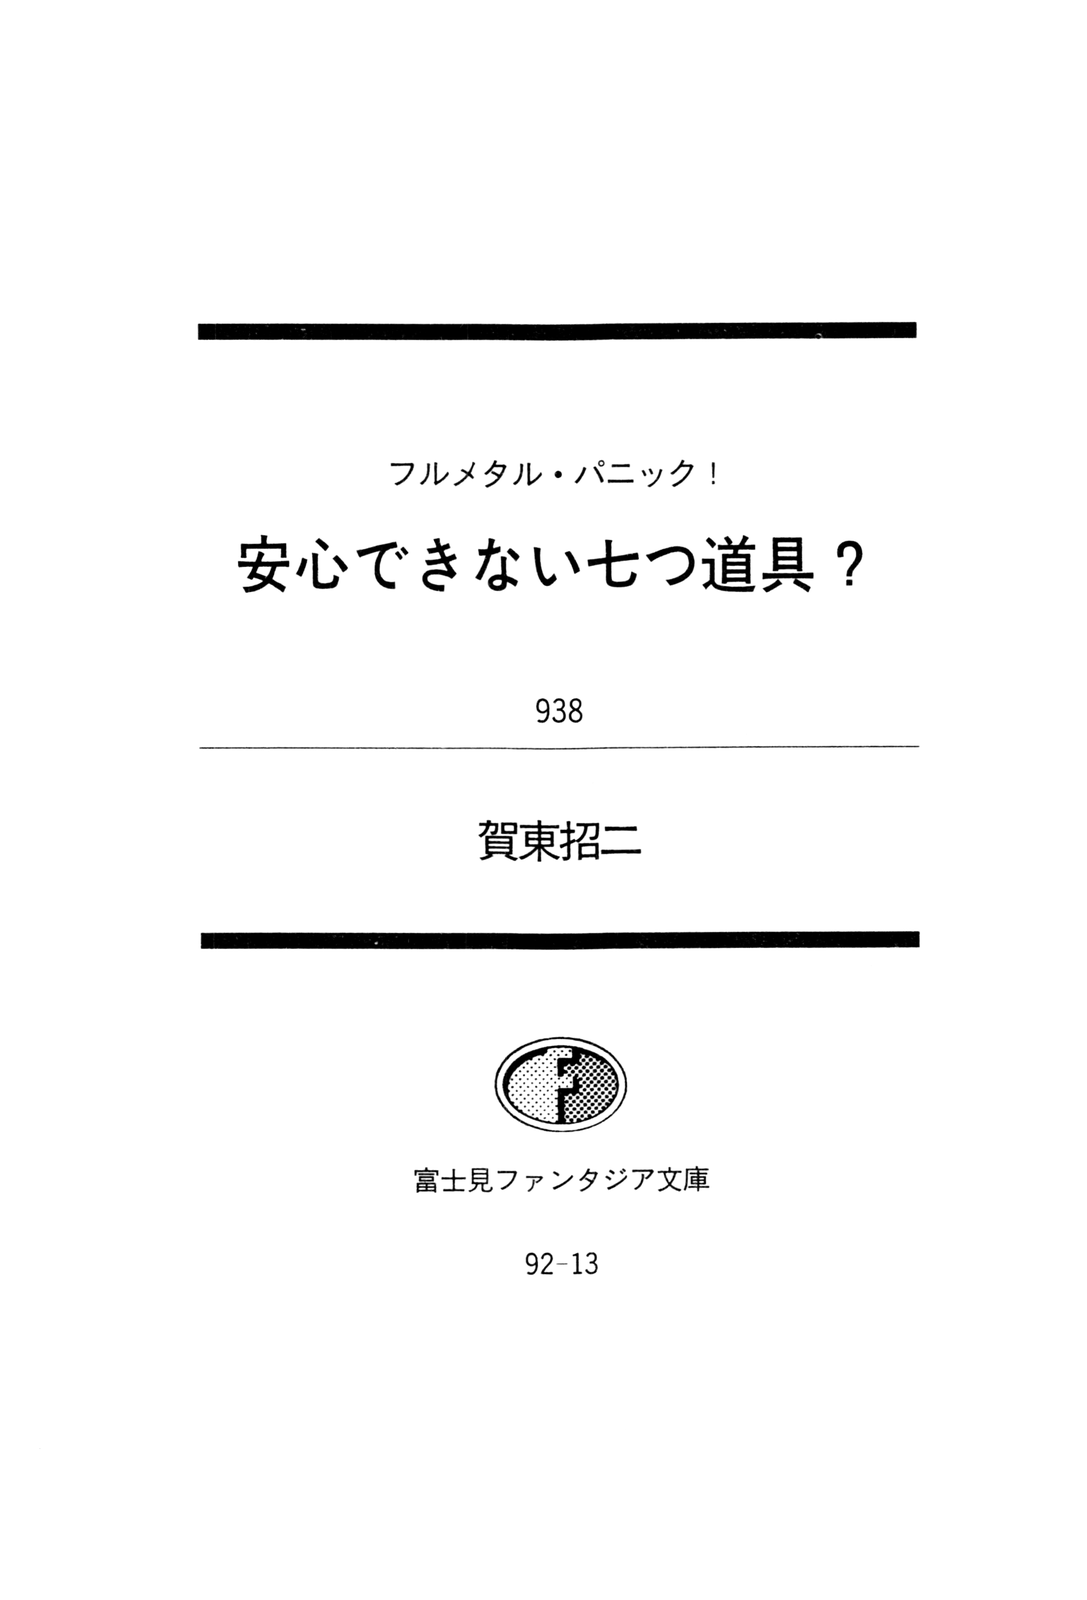 フルメタル・パニック！
安心できない七つ道具？
938
賀東招二
富士見ファンタジア文庫
92-13